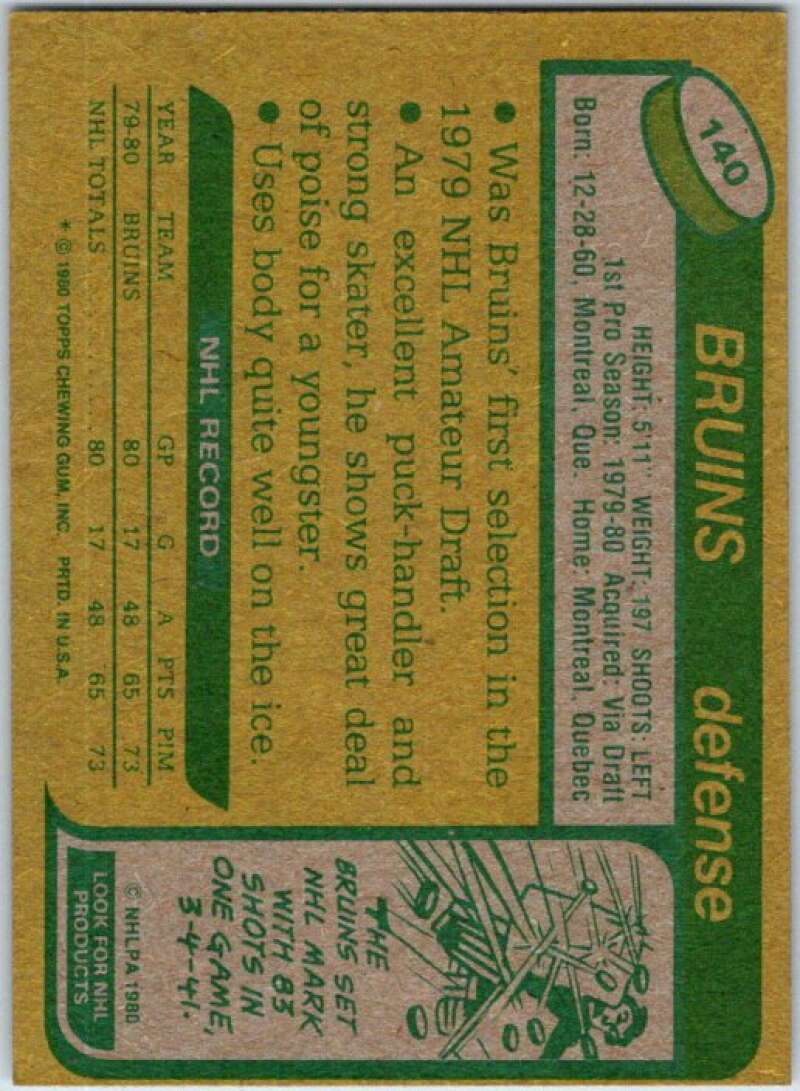 140
BRUINS defense
HEIGHT: 5'11" WEIGHT: 197 SHOOTS: LEFT
1st Pro Season: 1979-80 Acquired: Via Draft
Born: 12-28-60, Montreal, Que. Home: Montreal, Quebec
• Was Bruins' first selection in the
1979 NHL Amateur Draft.
• An excellent puck-handler and
strong skater, he shows great deal
of poise for a youngster.
• Uses body quite well on the ice.
NHL RECORD
YEAR TEAM GP G A PTS PIM
79-80 BRUINS 80 17 48 65 73
NHL TOTALS .......... 80 17 48 65 73
* © 1980 TOPPS CHEWING GUM, INC. PRTD. IN U.S.A.
THE
BRUINS SET
NHL MARK
WITH 83
SHOTS IN
ONE GAME,
3-4-41.
© NHLPA 1980
LOOK FOR NHL
PRODUCTS